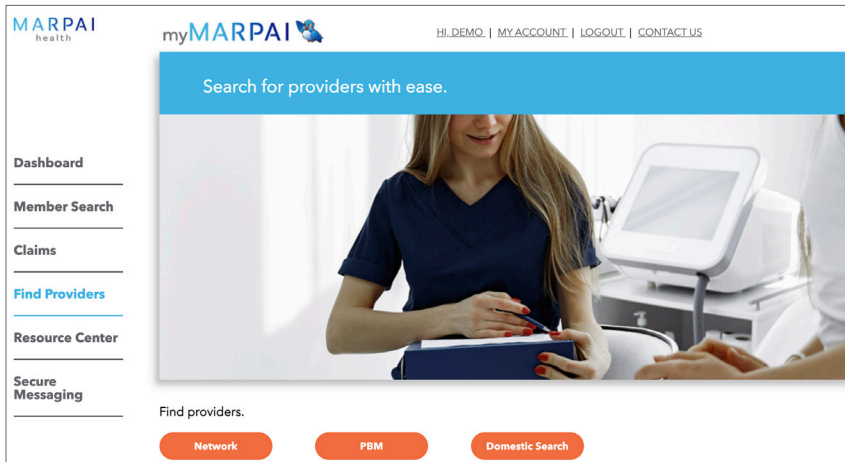 MARPAI
health
myMARPAI
HI, DEMO | MY ACCOUNT | LOGOUT | CONTACT US
Search for providers with ease.
Dashboard
Member Search
Claims
Find Providers
Resource Center
Secure
Messaging
Find providers.
Network
PBM
Domestic Search